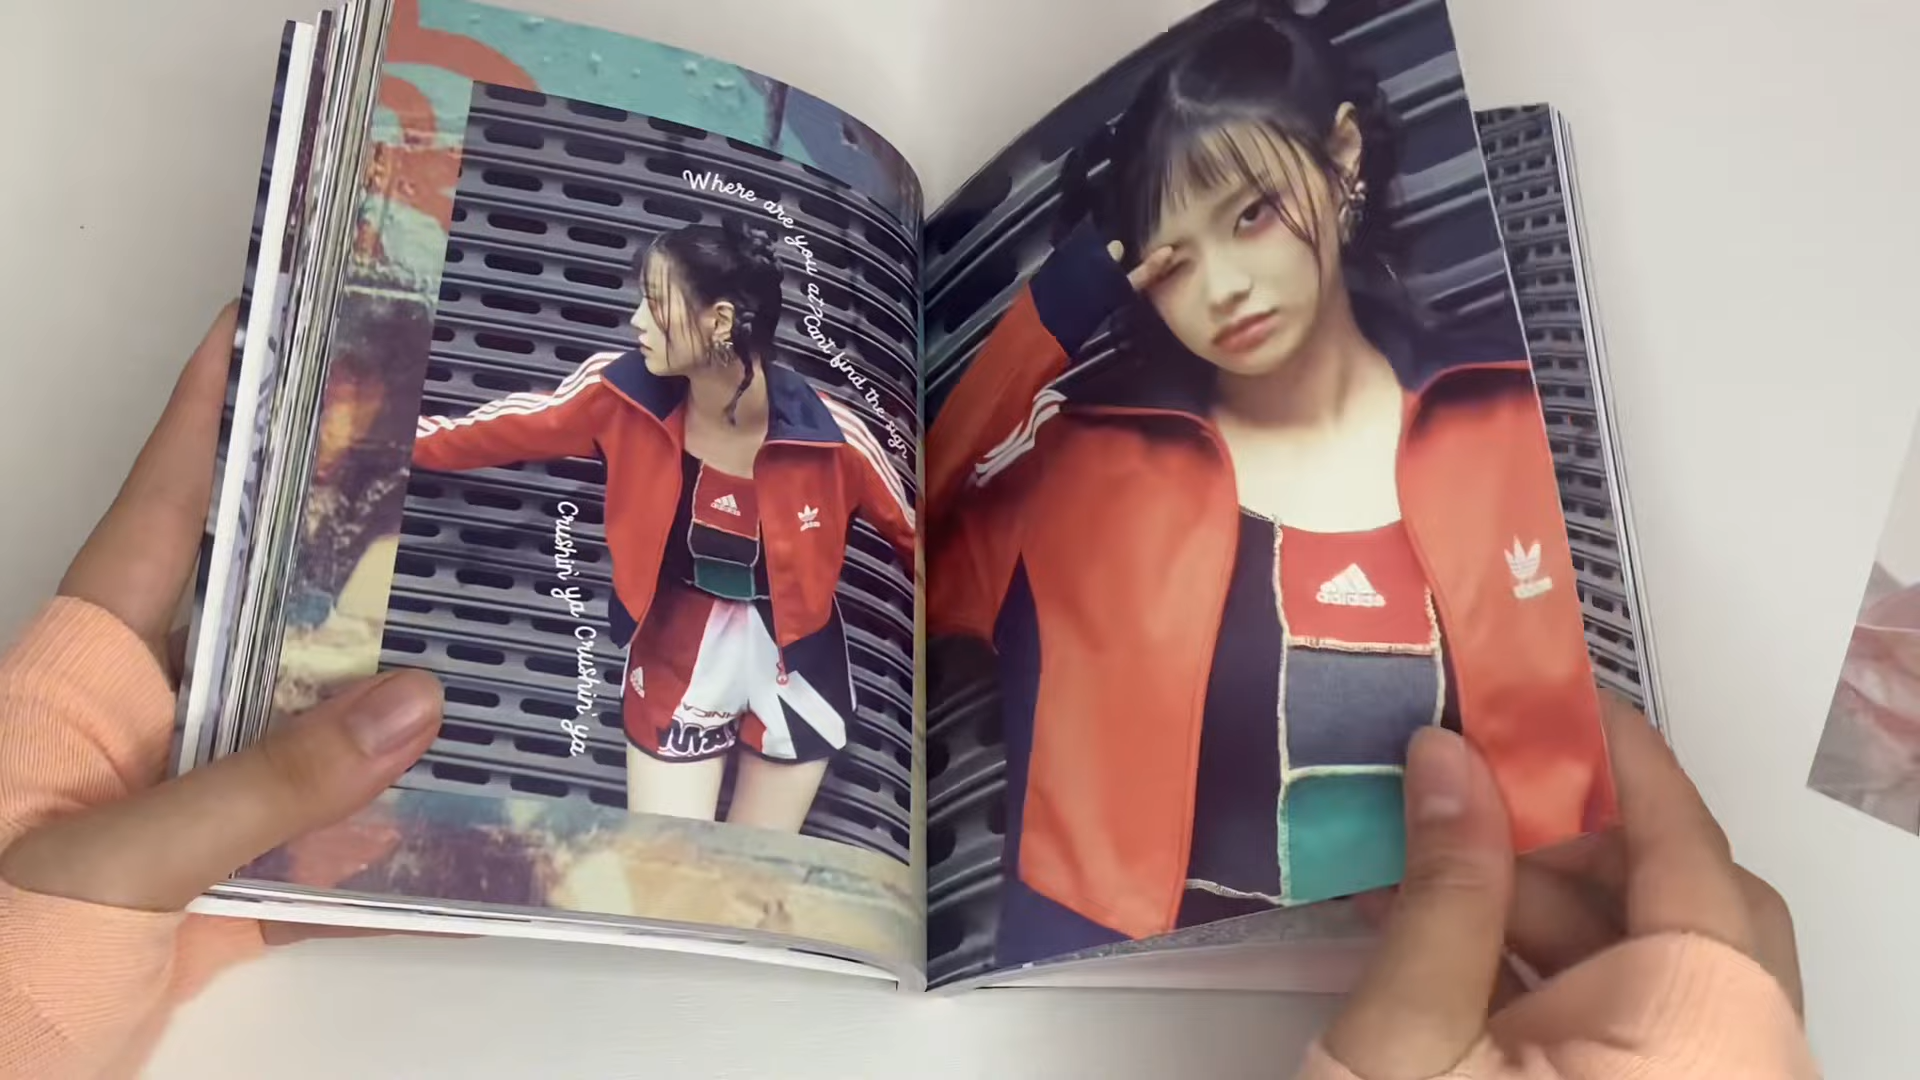 Where are you at?Can't find the sign
Crushin' ya Crushin' ya
adidas
adidas
adidas
adidas